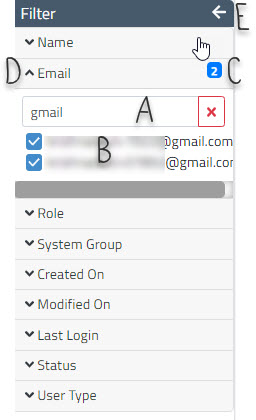 Filter E
Name
D Email 2 C
gmail A
@gmail.com
B @gmail.com
Role
System Group
Created On
Modified On
Last Login
Status
User Type